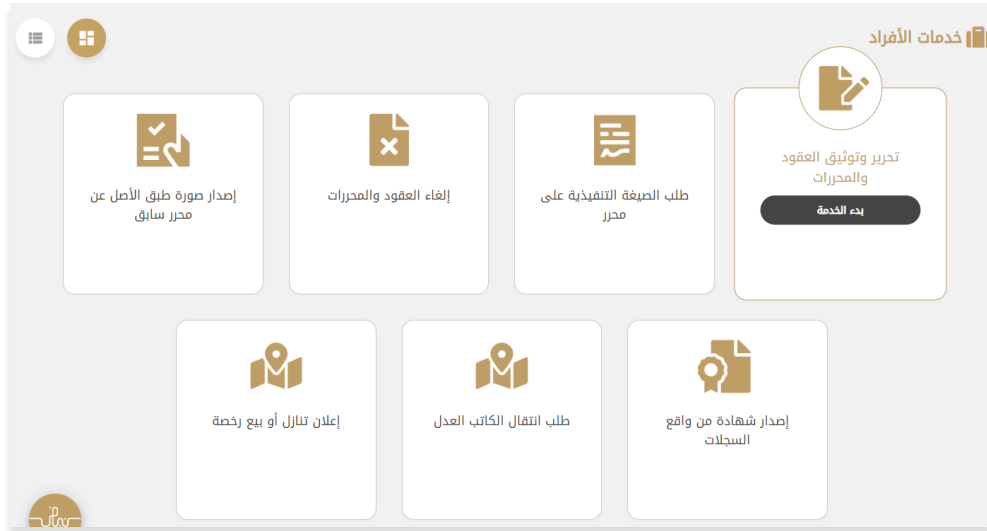 خدمات الأفراد
تحرير وتوثيق العقود
والمحررات
بدء الخدمة
طلب الصيغة التنفيذية على
محرر
إلغاء العقود والمحررات
إصدار صورة طبق الأصل عن
محرر سابق
إصدار شهادة من واقع
السجلات
طلب انتقال الكاتب العدل
إعلان تنازل أو بيع رخصة